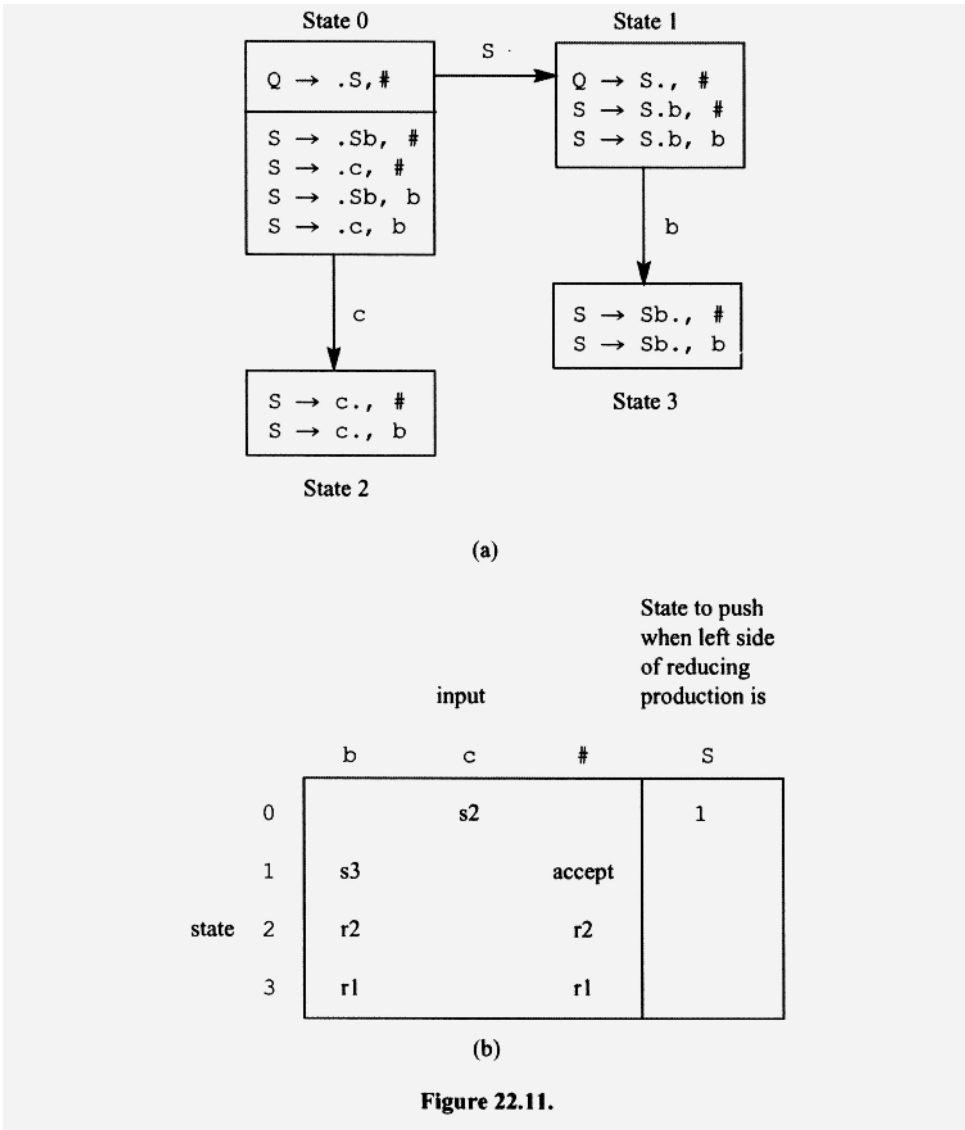 State 0 State 1
S
Q → .S,#
S → .Sb, #
S → .c, #
S → .Sb, b
S → .c, b
Q → S., #
S → S.b, #
S → S.b, b
b
c
S → Sb., #
S → Sb., b
State 3
S → c., #
S → c., b
State 2
(a)
State to push
when left side
of reducing
production is
input
b c # S
0 s2 1
1 s3 accept
state 2 r2 r2
3 r1 r1
(b)
Figure 22.11.